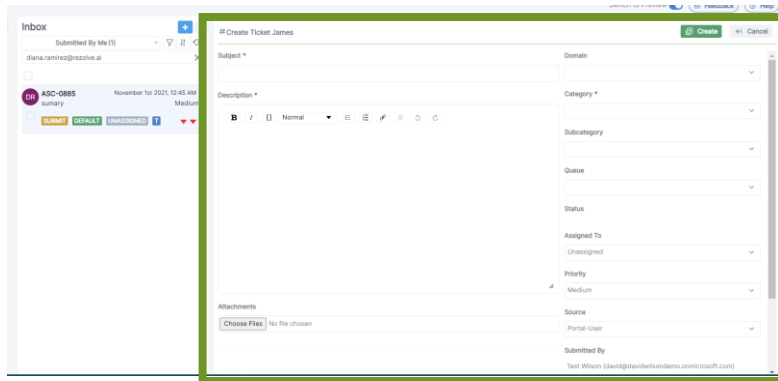 Switch to Preview
Feedback
Help
Inbox
+
Submitted By Me (1)
diana.ramirez@rezolve.ai
DR
ASC-0885
November 1st 2021, 12:45 AM
sumary
Medium
SUBMIT DEFAULT UNASSIGNED T
#Create Ticket James
Create
Cancel
Subject *
Description *
B I Normal
Attachments
Choose Files No file chosen
Domain
Category *
Subcategory
Queue
Status
Assigned To
Unassigned
Priority
Medium
Source
Portal-User
Submitted By
Test Wilson (david@davidwilsondemo.onmicrosoft.com)